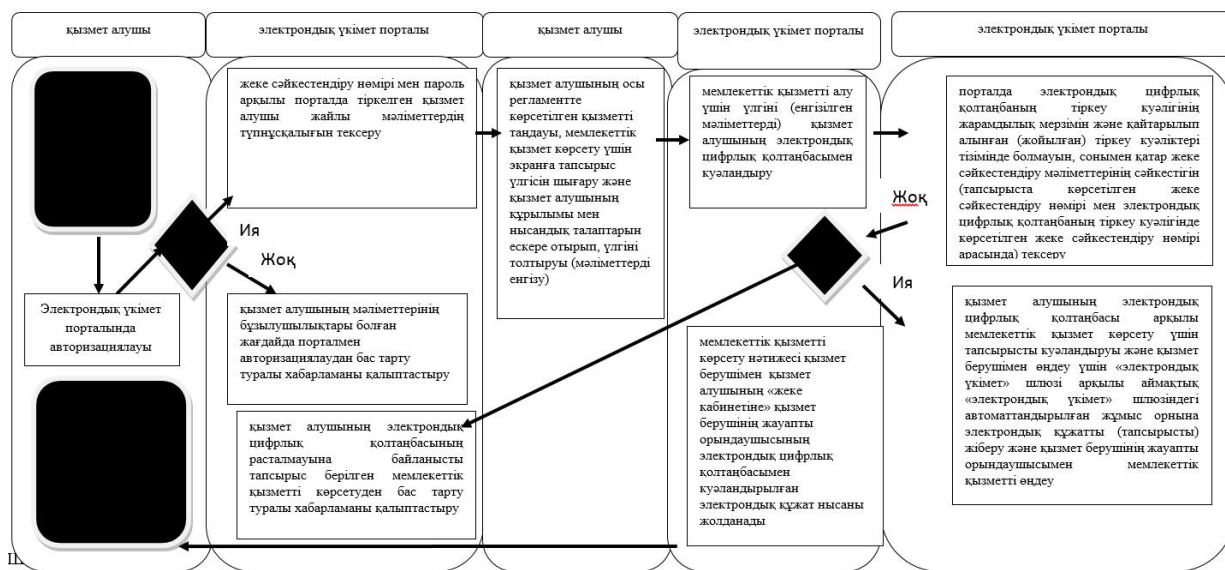 қызмет алушы
электрондық үкімет порталы
қызмет алушы
электрондық үкімет порталы
электрондық үкімет порталы
Электрондық үкімет
порталында
авторизациялауы
жеке сәйкестендіру нөмірі мен пароль
арқылы порталда тіркелген қызмет
алушы жайлы мәліметтердің
түпнұсқалығын тексеру
Ия
Жоқ
қызмет алушының мәліметтерінің
бұзылушылықтары болған
жағдайда порталмен
авторизациялаудан бас тарту
туралы хабарламаны қалыптастыру
қызмет алушының электрондық
цифрлық қолтаңбасының
расталмауына байланысты
тапсырыс берілген мемлекеттік
қызметті көрсетуден бас тарту
туралы хабарламаны қалыптастыру
қызмет алушының осы
регламентте
көрсетілген қызметті
таңдауы, мемлекеттік
қызмет көрсету үшін
экранға тапсырыс
үлгісін шығару және
қызмет алушының
құрылымы мен
нысандық талаптарын
ескере отырып, үлгіні
толтыруы (мәліметтерді
енгізу)
мемлекеттік қызметті алу
үшін үлгіні (енгізілген
мәліметтерді) қызмет
алушының электрондық
цифрлық қолтаңбасымен
куәландыру
Жоқ
Ия
мемлекеттік қызметті
көрсету нәтижесі қызмет
берушімен қызмет
алушының «жеке
кабинетіне» қызмет
берушінің жауапты
орындаушысының
электрондық цифрлық
қолтаңбасымен
куәландырылған
электрондық құжат нысаны
жолданады
порталда электрондық цифрлық
қолтаңбаның тіркеу куәлігінің
жарамдылық мерзімін және қайтарылып
алынған (жойылған) тіркеу куәліктері
тізімінде болмауын, сонымен қатар жеке
сәйкестендіру мәліметтерінің сәйкестігін
(тапсырыста көрсетілген жеке
сәйкестендіру нөмірі мен электрондық
цифрлық қолтаңбаның тіркеу куәлігінде
көрсетілген жеке сәйкестендіру нөмірі
арасында) тексеру
қызмет алушының электрондық
цифрлық қолтаңбасы арқылы
мемлекеттік қызмет көрсету үшін
тапсырысты куәландыруы және қызмет
берушімен өңдеу үшін «электрондық
үкімет» шлюзі арқылы аймақтық
«электрондық үкімет» шлюзіндегі
автоматтандырылған жұмыс орнына
электрондық құжатты (тапсырысты)
жіберу және қызмет берушінің жауапты
орындаушысымен мемлекеттік
қызметті өңдеу